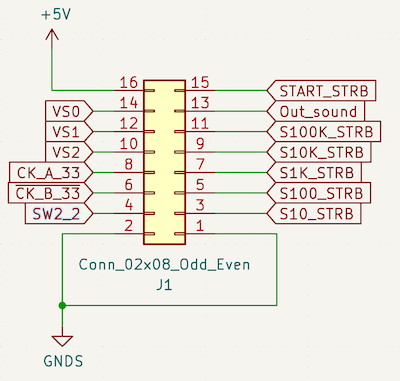 +5V
16 15 START_STRB
VS0 14 13 Out_sound
VS1 12 11 S100K_STRB
VS2 10 9 S10K_STRB
CK_A_33 8 7 S1K_STRB
CK_B_33 6 5 S100_STRB
SW2_2 4 3 S10_STRB
2 1
Conn_02x08_Odd_Even
J1
GNDS